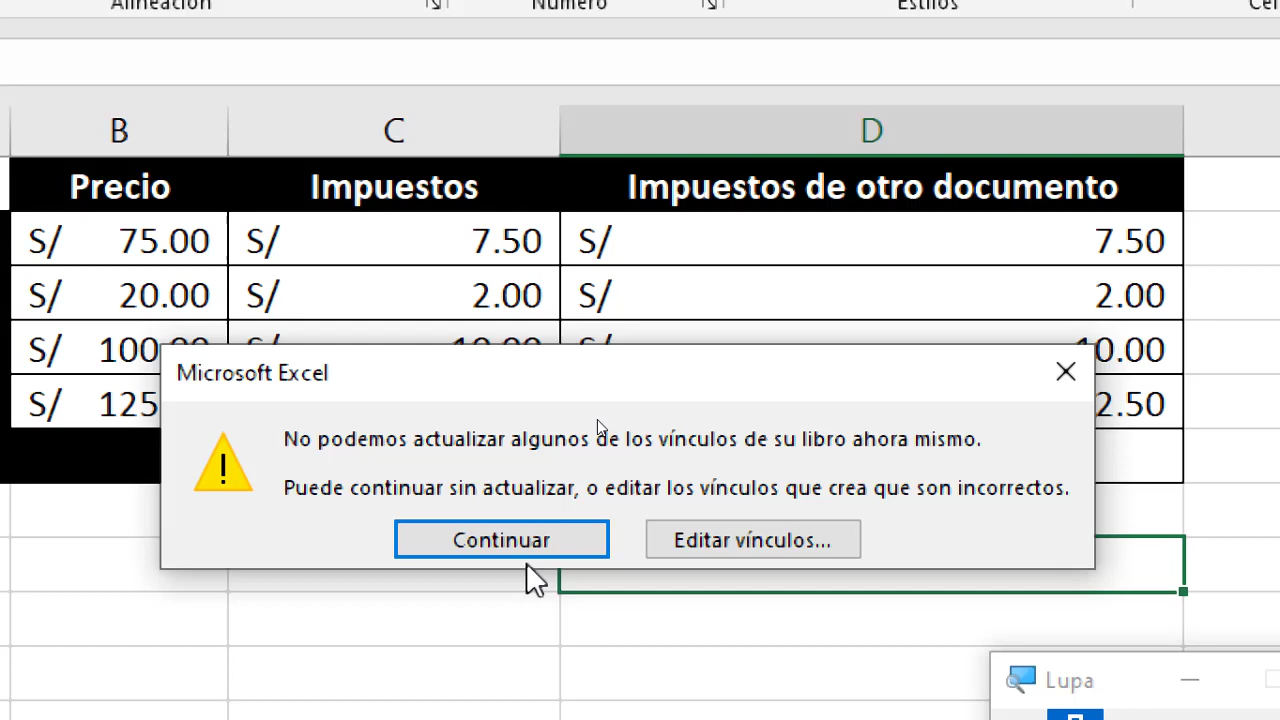 Alineación Número Estilos
B C D
Precio Impuestos Impuestos de otro documento
S/ 75.00 S/ 7.50 S/ 7.50
S/ 20.00 S/ 2.00 S/ 2.00
S/ S/ S/
S/
Microsoft Excel
No podemos actualizar algunos de los vínculos de su libro ahora mismo.
Puede continuar sin actualizar, o editar los vínculos que crea que son incorrectos.
Continuar Editar vínculos...
Lupa